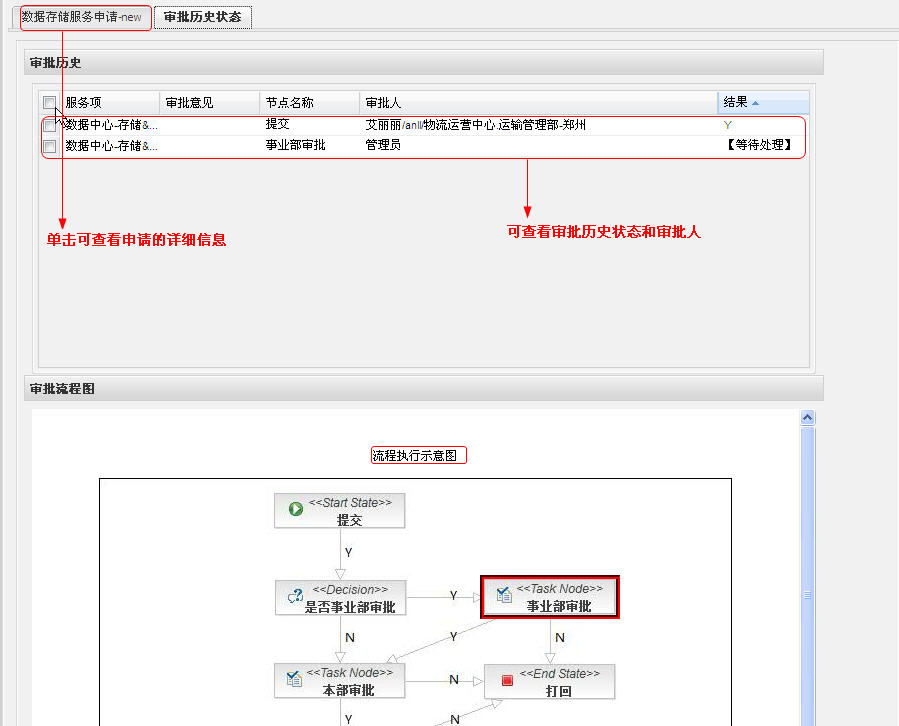 数据存储服务申请-new 审批历史状态
审批历史
服务项 审批意见 节点名称 审批人 结果
数据中心-存储&... 提交 艾丽丽/anll/物流运营中心.运输管理部-郑州 Y
数据中心-存储&... 事业部审批 管理员 【等待处理】
单击可查看申请的详细信息
可查看审批历史状态和审批人
审批流程图
流程执行示意图
<<Start State>>
提交
Y
<<Decision>>
是否事业部审批
Y
<<Task Node>>
事业部审批
N
Y
N
<<Task Node>>
本部审批
N
<<End State>>
打回
Y
N